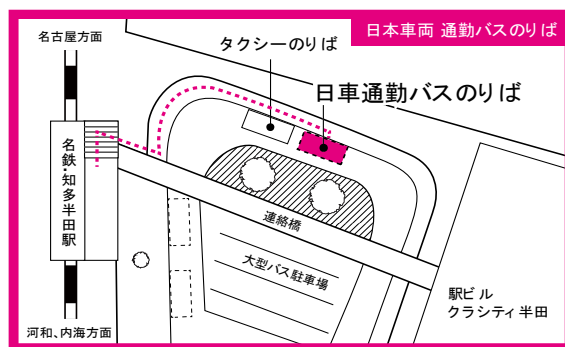 日本車両 通勤バスのりば
名古屋方面
タクシーのりば
日車通勤バスのりば
名鉄・知多半田駅
連絡橋
大型バス駐車場
駅ビル
クラシティ半田
河和、内海方面